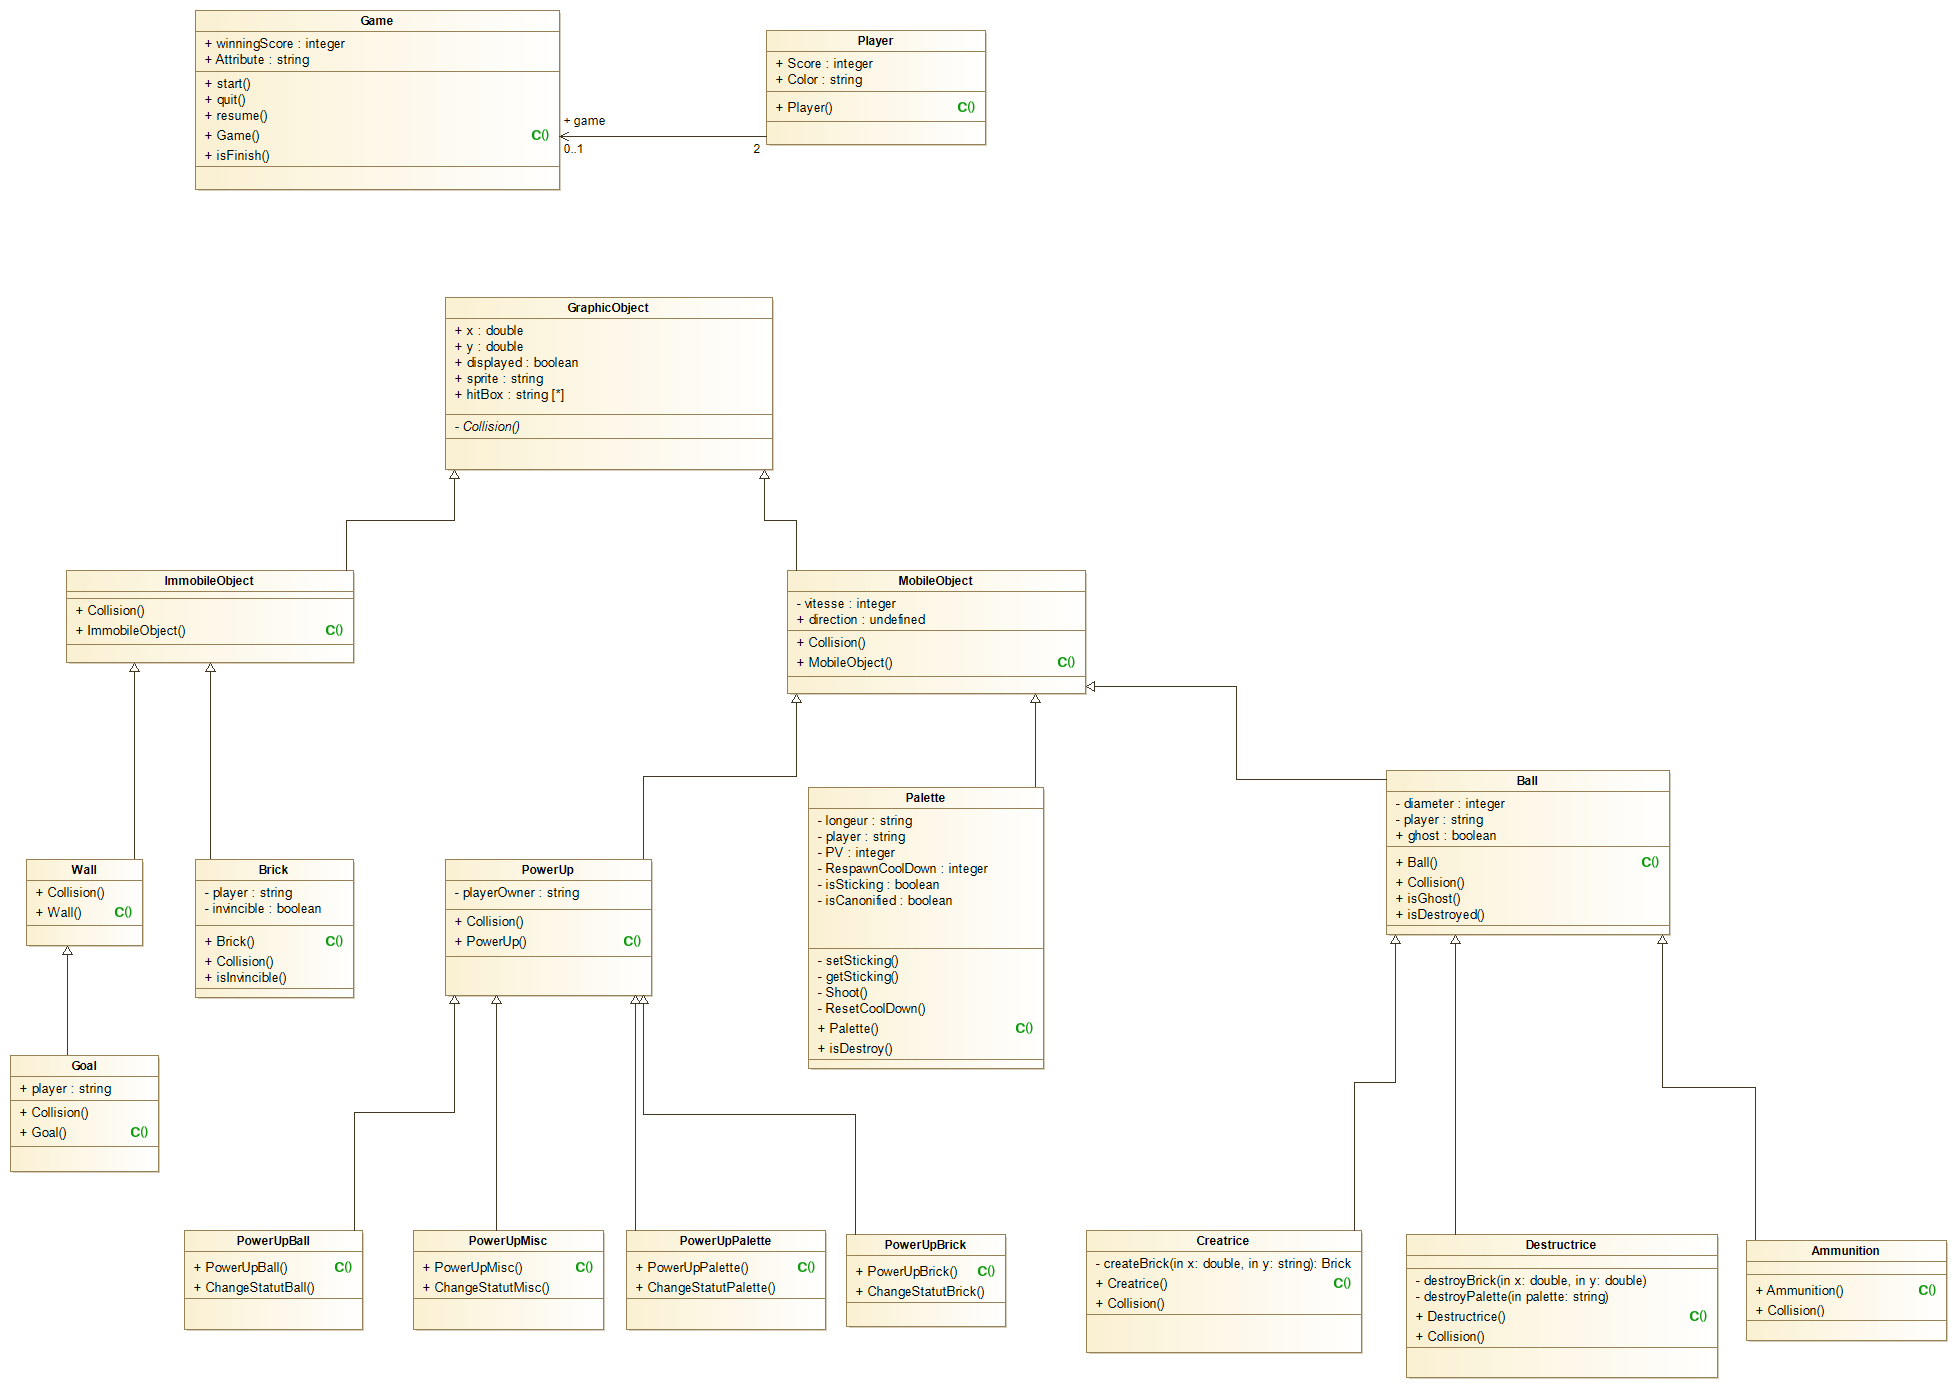 Game
+ winningScore : integer
+ Attribute : string
+ start()
+ quit()
+ resume()
+ Game() C()
+ isFinish()
+ game
0..1
2
Player
+ Score : integer
+ Color : string
+ Player() C()
GraphicObject
+ x : double
+ y : double
+ displayed : boolean
+ sprite : string
+ hitBox : string [*]
- Collision()
ImmobileObject
+ Collision()
+ ImmobileObject() C()
MobileObject
- vitesse : integer
+ direction : undefined
+ Collision()
+ MobileObject() C()
Wall
+ Collision()
+ Wall() C()
Brick
- player : string
- invincible : boolean
+ Brick() C()
+ Collision()
+ isInvincible()
PowerUp
- playerOwner : string
+ Collision()
+ PowerUp() C()
Palette
- longeur : string
- player : string
- PV : integer
- RespawnCoolDown : integer
- isSticking : boolean
- isCanonified : boolean
- setSticking()
- getSticking()
- Shoot()
- ResetCoolDown()
+ Palette() C()
+ isDestroy()
Ball
- diameter : integer
- player : string
+ ghost : boolean
+ Ball() C()
+ Collision()
+ isGhost()
+ isDestroyed()
Goal
+ player : string
+ Collision()
+ Goal() C()
PowerUpBall
+ PowerUpBall() C()
+ ChangeStatutBall()
PowerUpMisc
+ PowerUpMisc() C()
+ ChangeStatutMisc()
PowerUpPalette
+ PowerUpPalette() C()
+ ChangeStatutPalette()
PowerUpBrick
+ PowerUpBrick() C()
+ ChangeStatutBrick()
Creatrice
- createBrick(in x: double, in y: string): Brick
+ Creatrice() C()
+ Collision()
Destructrice
- destroyBrick(in x: double, in y: double)
- destroyPalette(in palette: string)
+ Destructrice() C()
+ Collision()
Ammunition
+ Ammunition() C()
+ Collision()